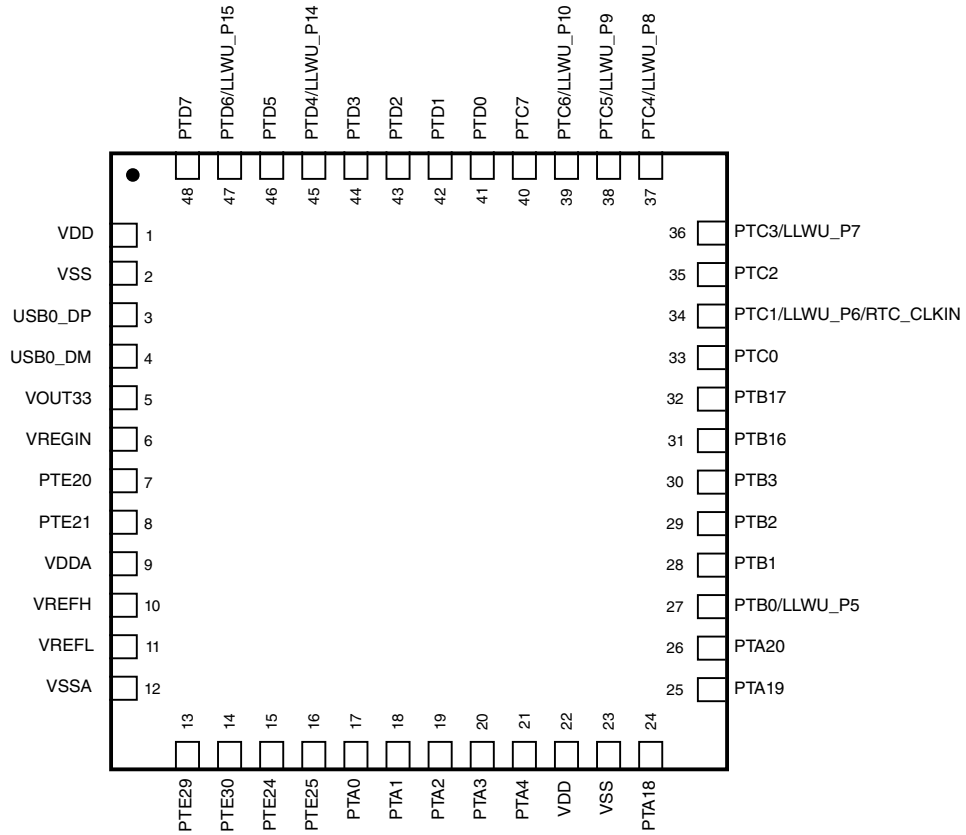 PTD7
PTD6/LLWU_P15
PTD5
PTD4/LLWU_P14
PTD3
PTD2
PTD1
PTD0
PTC7
PTC6/LLWU_P10
PTC5/LLWU_P9
PTC4/LLWU_P8
48
47
46
45
44
43
42
41
40
39
38
37
VDD 1
VSS 2
USB0_DP 3
USB0_DM 4
VOUT33 5
VREGIN 6
PTE20 7
PTE21 8
VDDA 9
VREFH 10
VREFL 11
VSSA 12
36 PTC3/LLWU_P7
35 PTC2
34 PTC1/LLWU_P6/RTC_CLKIN
33 PTC0
32 PTB17
31 PTB16
30 PTB3
29 PTB2
28 PTB1
27 PTB0/LLWU_P5
26 PTA20
25 PTA19
13
14
15
16
17
18
19
20
21
22
23
24
PTE29
PTE30
PTE24
PTE25
PTA0
PTA1
PTA2
PTA3
PTA4
VDD
VSS
PTA18